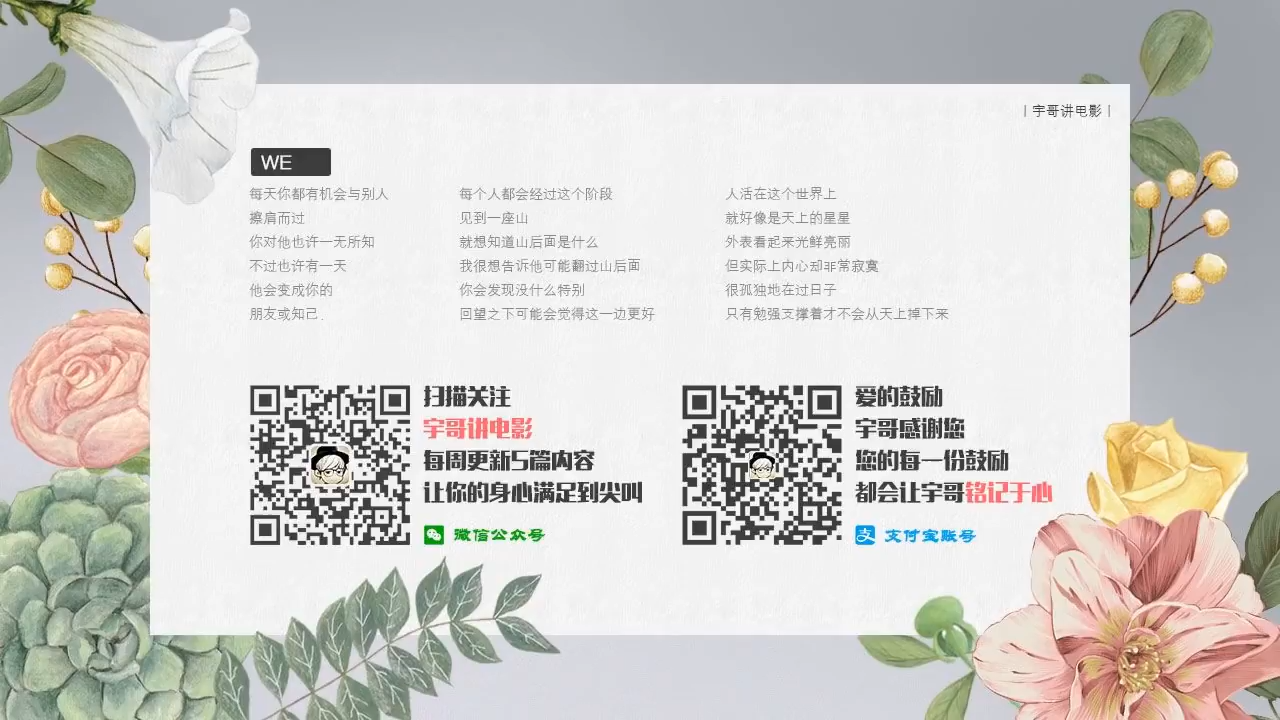 | 宇哥讲电影 |
WE
每天你都有机会与别人
擦肩而过
你对他也许一无所知
不过也许有一天
他会变成你的
朋友或知己.
每个人都会经过这个阶段
见到一座山
就想知道山后面是什么
我很想告诉他可能翻过山后面
你会发现没什么特别
回望之下可能会觉得这一边更好
人活在这个世界上
就好像是天上的星星
外表看起来光鲜亮丽
但实际上内心却非常寂寞
很孤独地在过日子
只有勉强支撑着才不会从天上掉下来
扫描关注
宇哥讲电影
每周更新5篇内容
让你的身心满足到尖叫
微信公众号
爱的鼓励
宇哥感谢您
您的每一份鼓励
都会让宇哥铭记于心
支
支付宝账号